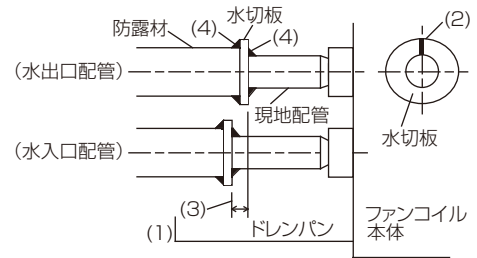 水切板
(2)
防露材
(4)
(4)
(水出口配管)
現地配管
水切板
(水入口配管)
(3)
(1)
ドレンパン
ファンコイル
本体